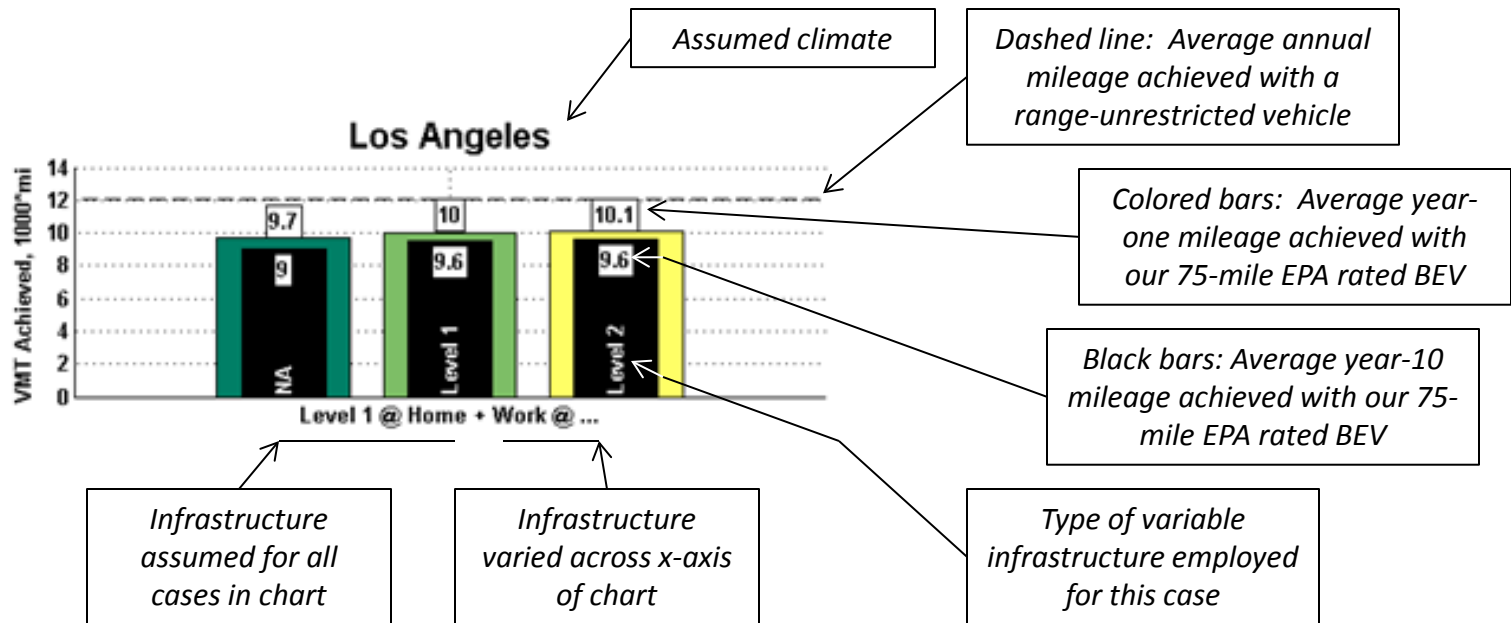 Assumed climate
Dashed line:  Average annual
mileage achieved with a
range-unrestricted vehicle
Los Angeles
VMT Achieved, 1000*mi
14
12
10
8
6
4
2
0
9.7
10
10.1
9
9.6
9.6
NA
Level 1
Level 2
Level 1 @ Home + Work @ ...
Colored bars:  Average year-
one mileage achieved with
our 75-mile EPA rated BEV
Black bars: Average year-10
mileage achieved with our 75-
mile EPA rated BEV
Infrastructure
assumed for all
cases in chart
Infrastructure
varied across x-axis
of chart
Type of variable
infrastructure employed
for this case